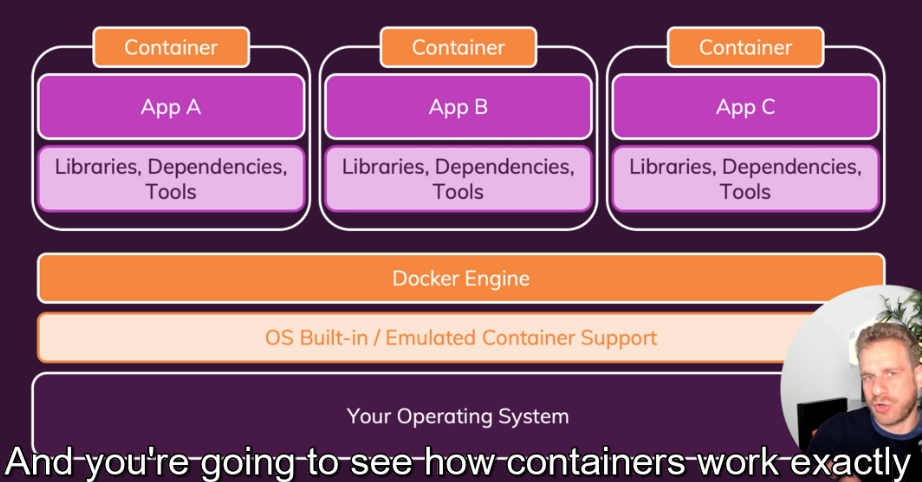 Container
Container
Container
App A
App B
App C
Libraries, Dependencies,
Tools
Libraries, Dependencies,
Tools
Libraries, Dependencies,
Tools
Docker Engine
OS Built-in / Emulated Container Support
Your Operating System
And you're going to see how containers work exactly